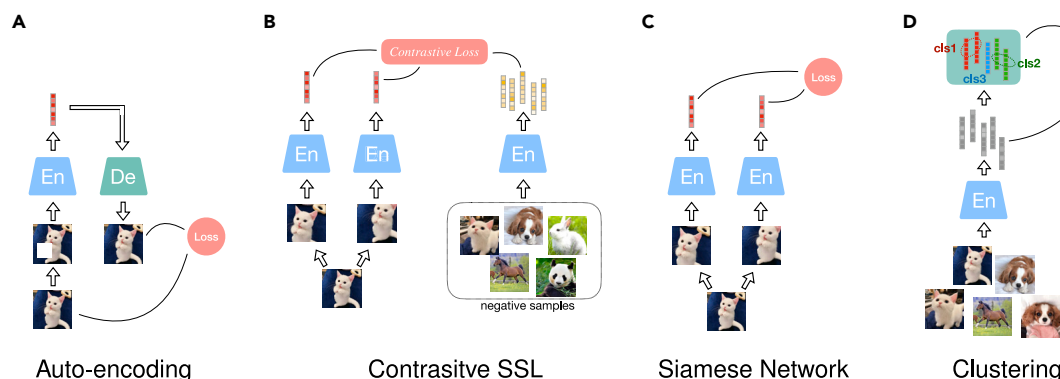 A
En
De
Loss
Auto-encoding
B
Contrastive Loss
En
En
En
negative samples
Contrasitve SSL
C
Loss
En
En
Siamese Network
D
cls1
cls2
cls3
En
Clustering